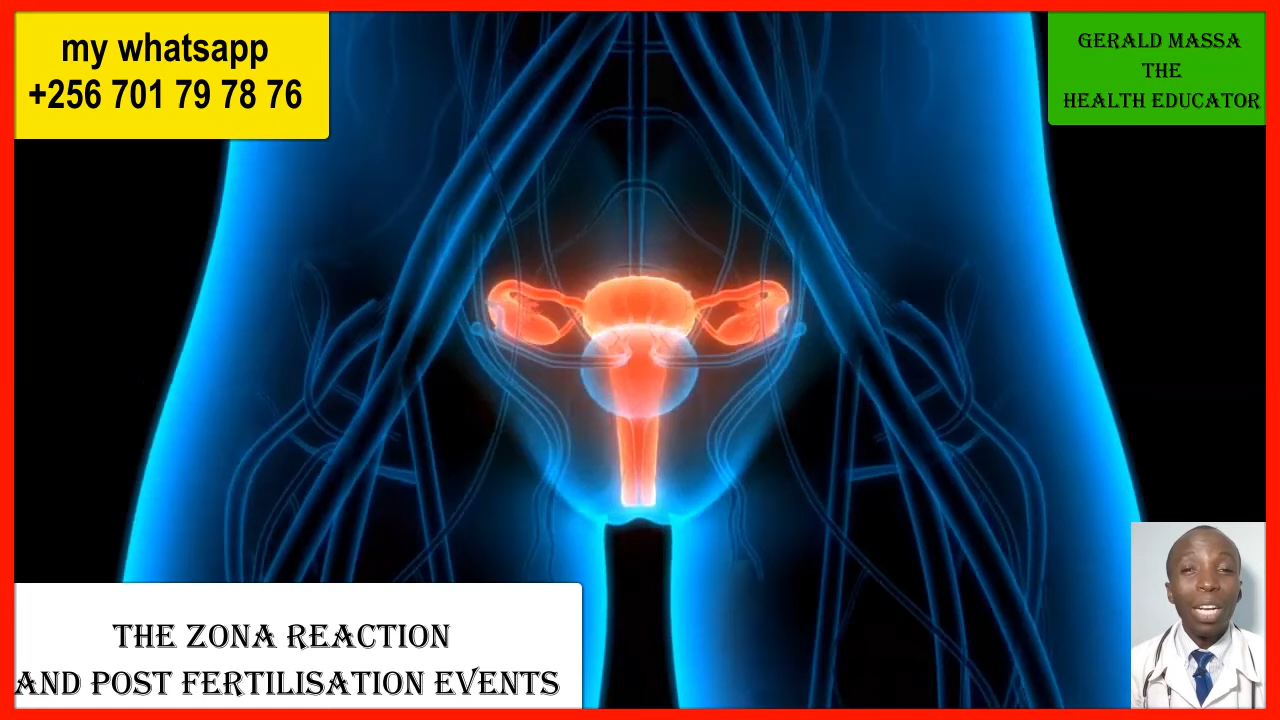 my whatsapp
+256 701 79 78 76
GERALD MASSA
THE
HEALTH EDUCATOR
THE ZONA REACTION
AND POST FERTILISATION EVENTS